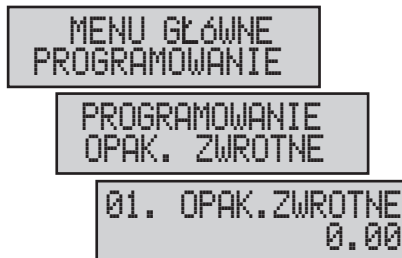 MENU GŁóWNE
PROGRAMOWANIE
PROGRAMOWANIE
OPAK. ZWROTNE
01. OPAK.ZWROTNE
0.00